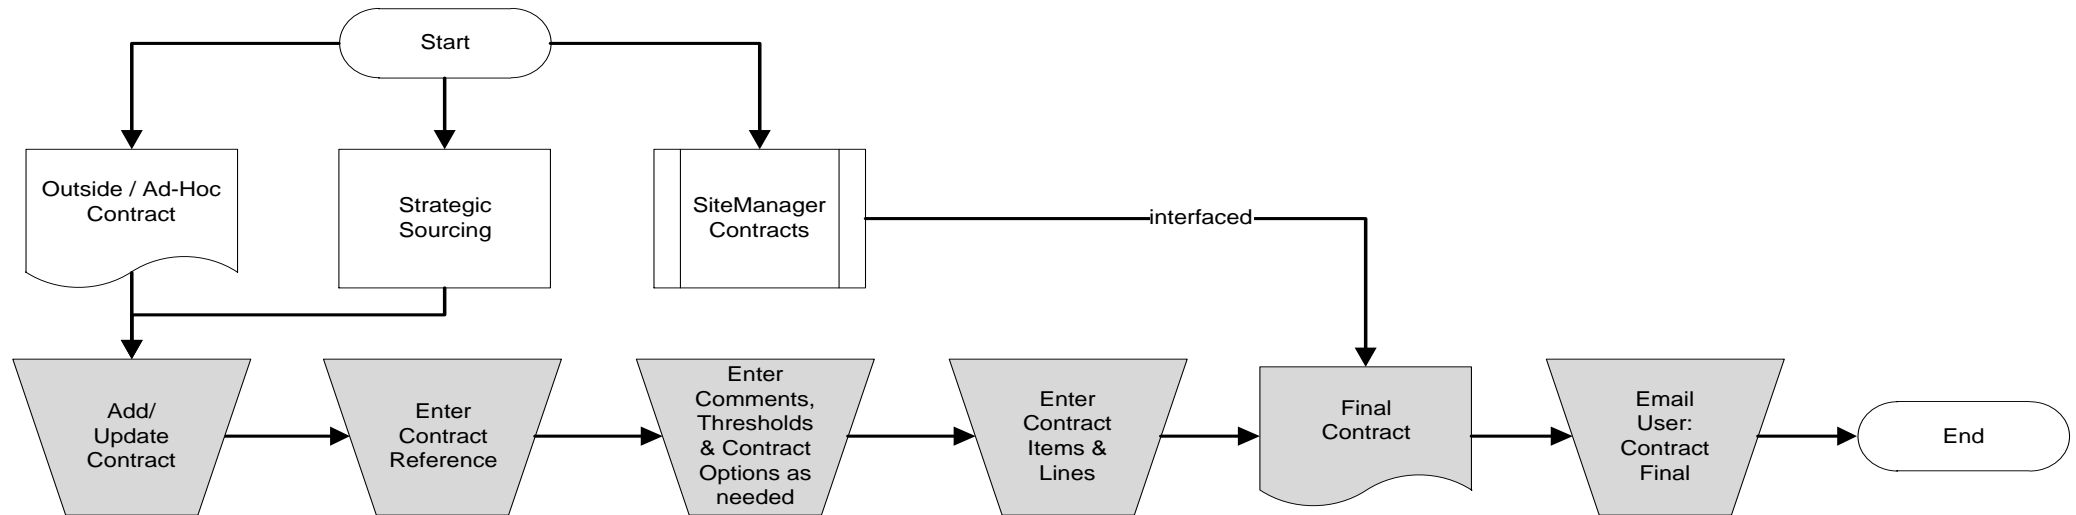 Start
Outside / Ad-Hoc
Contract
Strategic
Sourcing
SiteManager
Contracts
interfaced
Add/
Update
Contract
Enter
Contract
Reference
Enter
Comments,
Thresholds
& Contract
Options as
needed
Enter
Contract
Items &
Lines
Final
Contract
Email
User:
Contract
Final
End